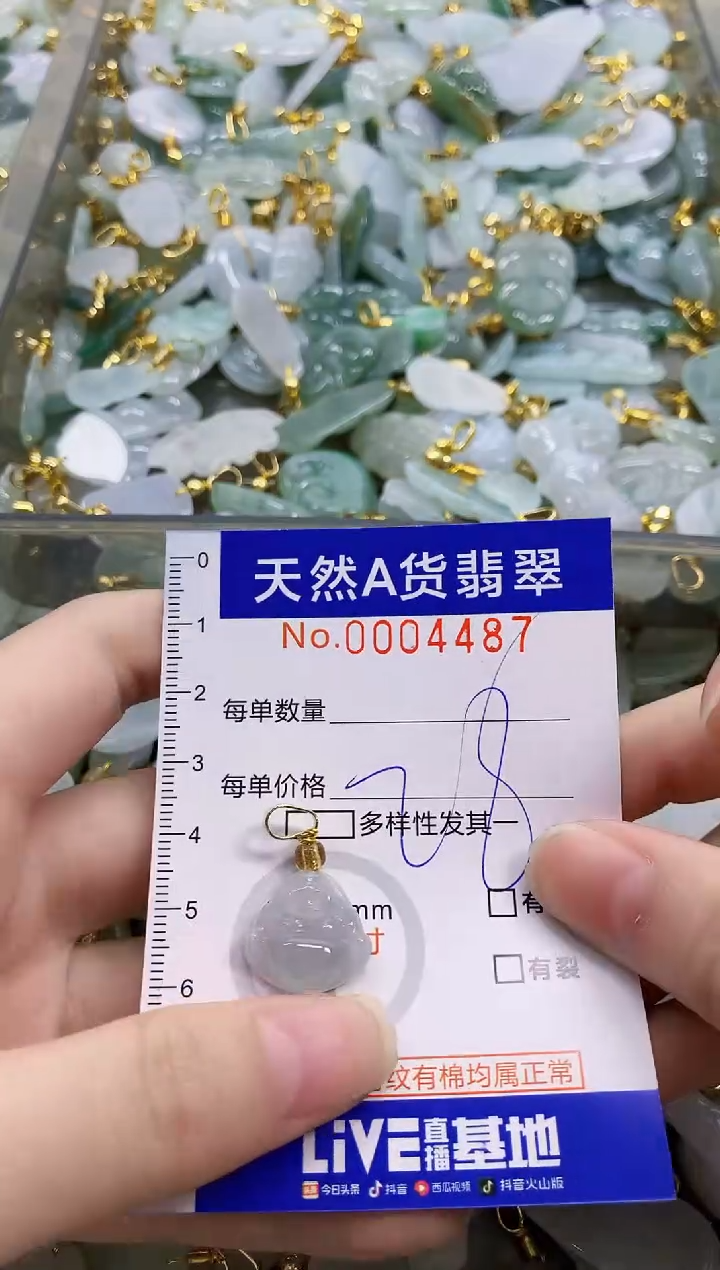 天然A货翡翠
No.0004487
每单数量
每单价格 28
多样性发其一
mm
有
寸
有裂
纹有棉均属正常
LiVE直播基地
今日头条 抖音 西瓜视频 抖音火山版
0
1
2
3
4
5
6